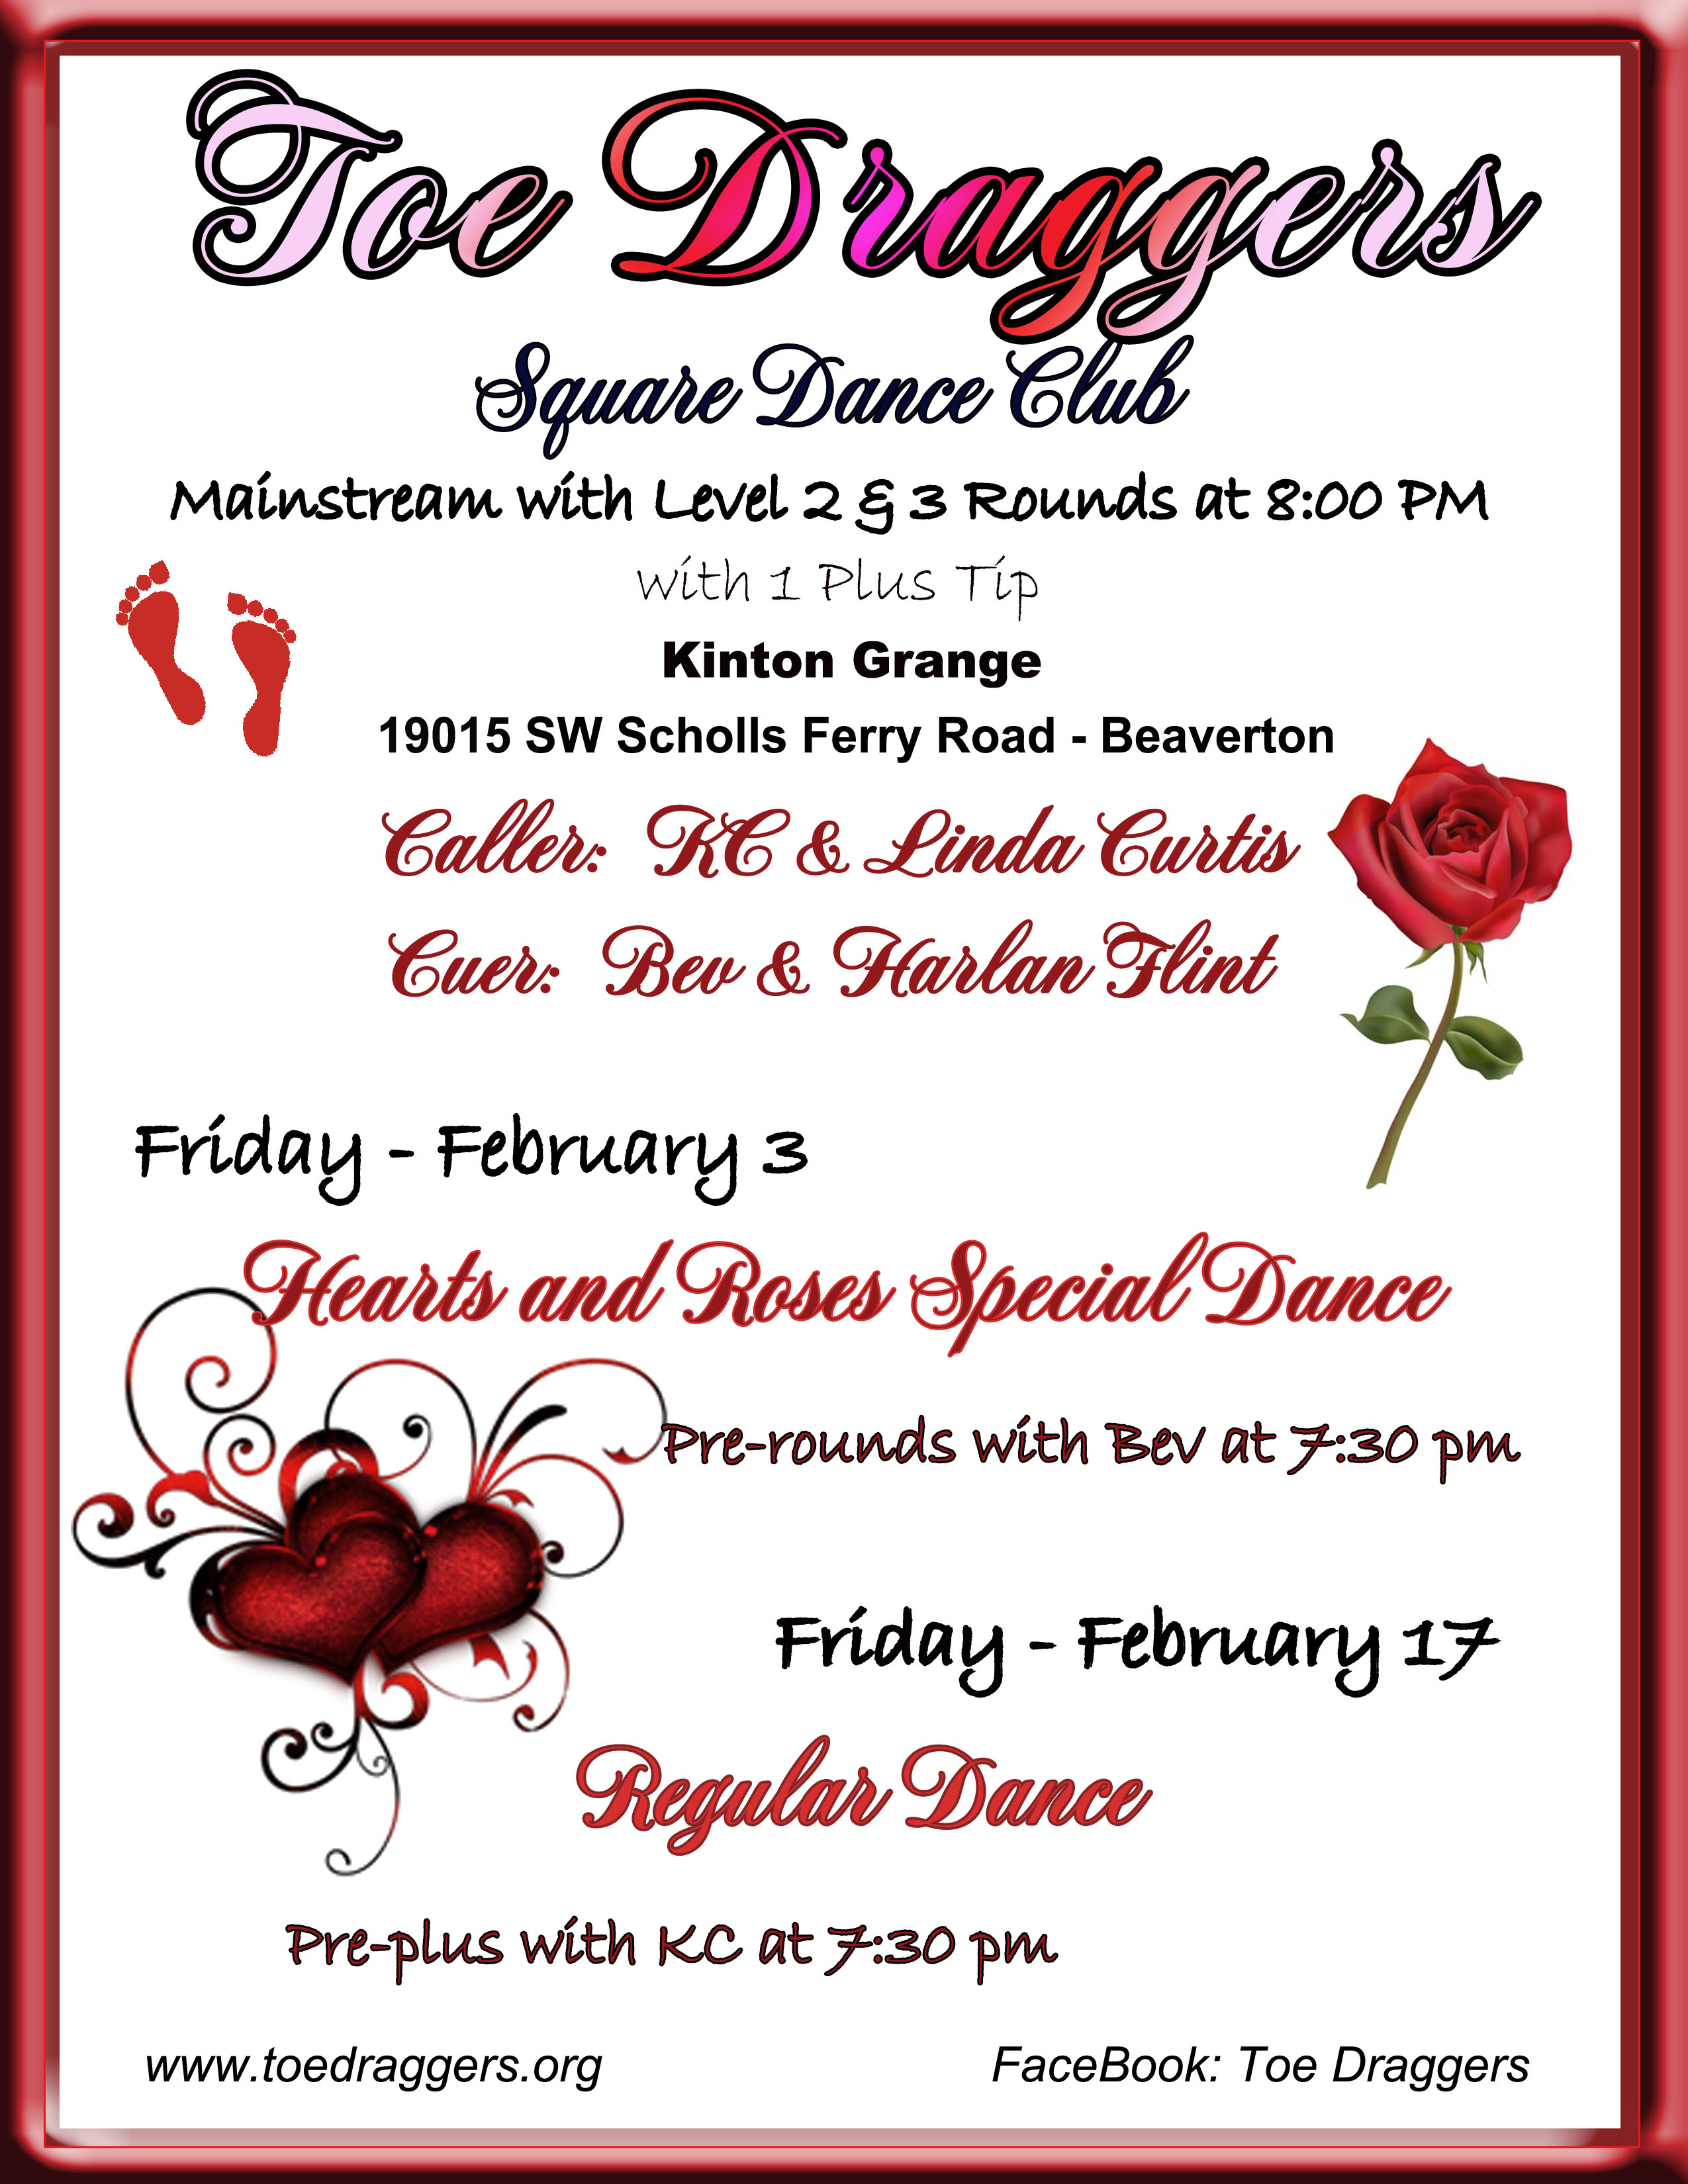 Toe Draggers
Square Dance Club
Mainstream with Level 2 & 3 Rounds at 8:00 PM
with 1 Plus Tip
Kinton Grange
19015 SW Scholls Ferry Road - Beaverton
Caller: KC & Linda Curtis
Cuer: Bev & Harlan Flint
Friday - February 3
Hearts and Roses Special Dance
Pre-rounds with Bev at 7:30 pm
Friday - February 17
Regular Dance
Pre-plus with KC at 7:30 pm
www.toedraggers.org FaceBook: Toe Draggers